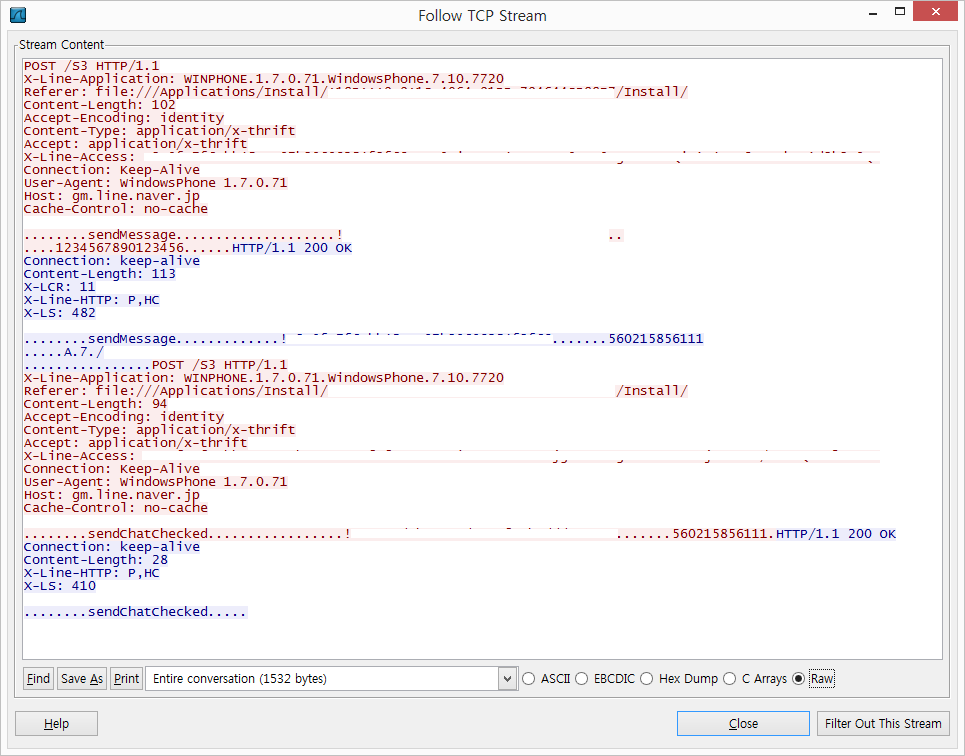 Follow TCP Stream
Stream Content
POST /S3 HTTP/1.1
X-Line-Application: WINPHONE.1.7.0.71.WindowsPhone.7.10.7720
Referer: file:///Applications/Install/ /Install/
Content-Length: 102
Accept-Encoding: identity
Content-Type: application/x-thrift
Accept: application/x-thrift
X-Line-Access:
Connection: Keep-Alive
User-Agent: WindowsPhone 1.7.0.71
Host: gm.line.naver.jp
Cache-Control: no-cache
........sendMessage....................! ..
....1234567890123456......HTTP/1.1 200 OK
Connection: keep-alive
Content-Length: 113
X-LCR: 11
X-Line-HTTP: P,HC
X-LS: 482
........sendMessage.............! .......560215856111
.....A.7./
................POST /S3 HTTP/1.1
X-Line-Application: WINPHONE.1.7.0.71.WindowsPhone.7.10.7720
Referer: file:///Applications/Install/ /Install/
Content-Length: 94
Accept-Encoding: identity
Content-Type: application/x-thrift
Accept: application/x-thrift
X-Line-Access:
Connection: Keep-Alive
User-Agent: WindowsPhone 1.7.0.71
Host: gm.line.naver.jp
Cache-Control: no-cache
........sendChatChecked.................! .......560215856111.HTTP/1.1 200 OK
Connection: keep-alive
Content-Length: 28
X-Line-HTTP: P,HC
X-LS: 410
........sendChatChecked.....
Find Save As Print Entire conversation (1532 bytes) ASCII EBCDIC Hex Dump C Arrays Raw
Help Close Filter Out This Stream